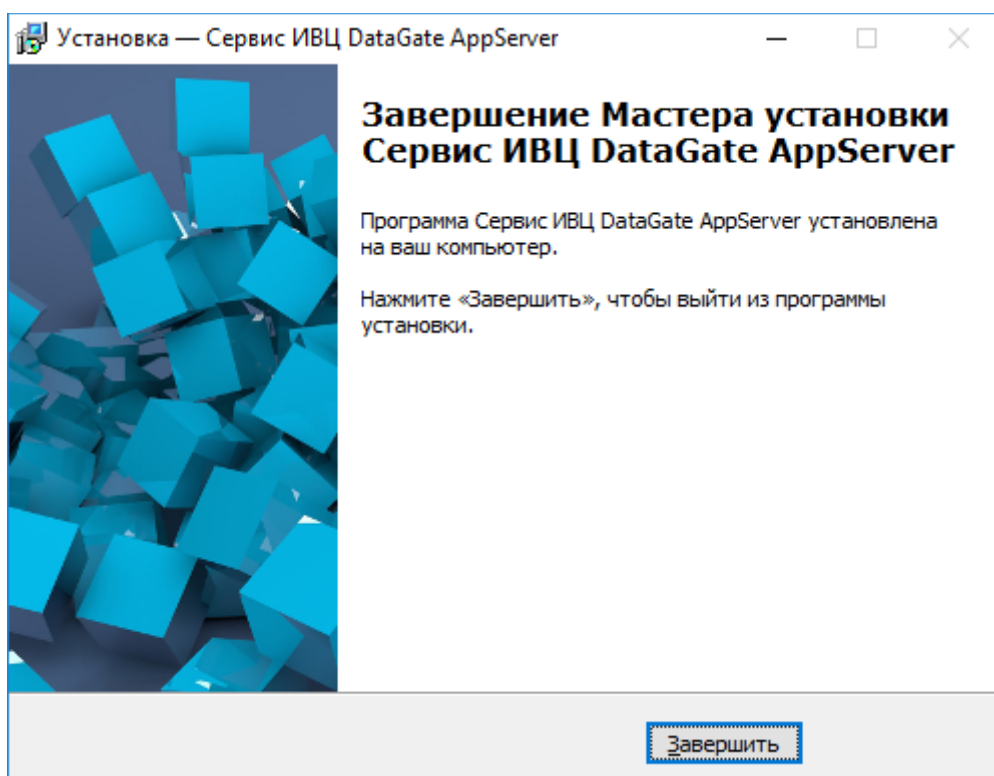 Установка — Сервис ИВЦ DataGate AppServer
Завершение Мастера установки
Сервис ИВЦ DataGate AppServer
Программа Сервис ИВЦ DataGate AppServer установлена
на ваш компьютер.
Нажмите «Завершить», чтобы выйти из программы
установки.
Завершить